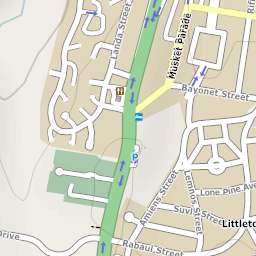 Landa Street
Musket Parade
Rifl
Bayonet Street
P
Lone Pine Ave
Lemnos Street
Amiens Street
Suvla Street
Littleto
Drive
Rabaul Street